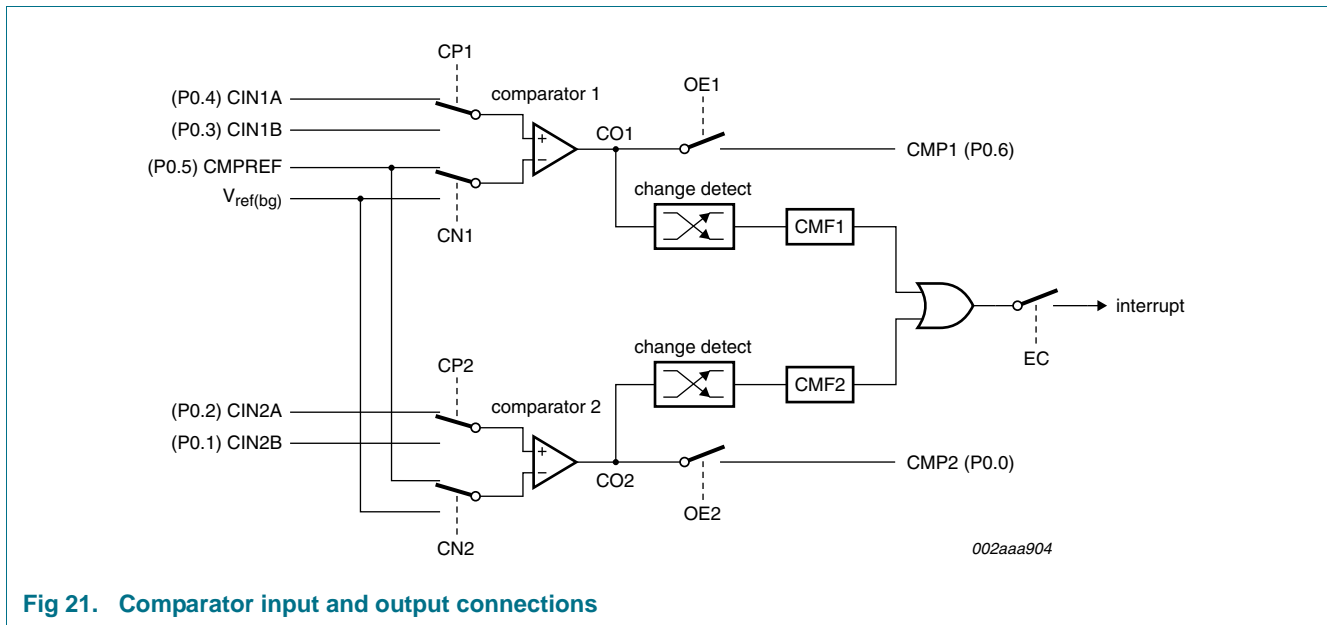 CP1
OE1
(P0.4) CIN1A
comparator 1
(P0.3) CIN1B
+
CO1
CMP1 (P0.6)
(P0.5) CMPREF
−
change detect
Vref(bg)
CMF1
CN1
interrupt
EC
change detect
CP2
CMF2
(P0.2) CIN2A
comparator 2
(P0.1) CIN2B
+
CMP2 (P0.0)
−
CO2
OE2
CN2
002aaa904
Fig 21. Comparator input and output connections